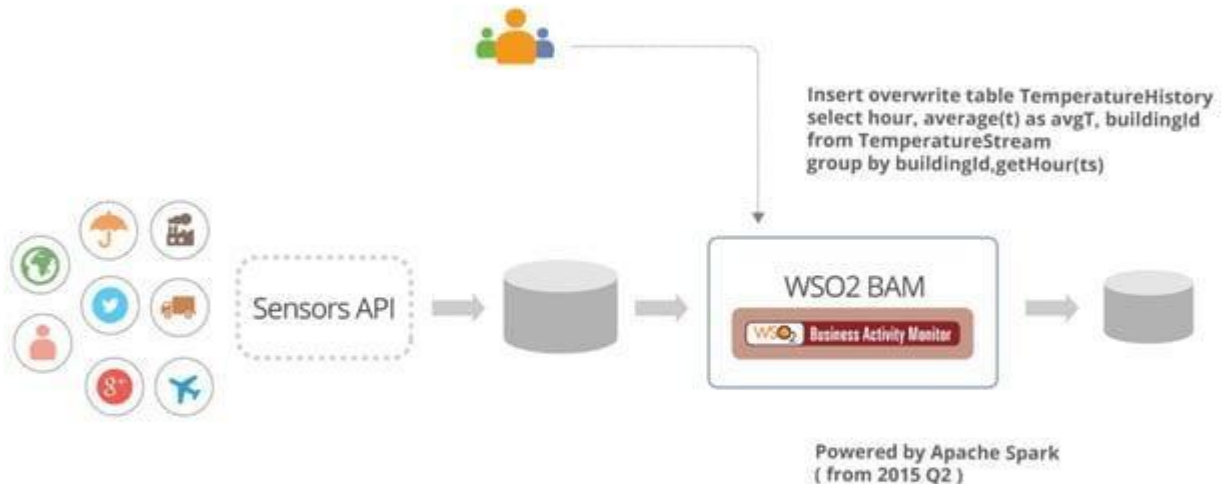 Insert overwrite table TemperatureHistory
select hour, average(t) as avgT, buildingId
from TemperatureStream
group by buildingId,getHour(ts)
Sensors API
WSO2 BAM
WSO2 Business Activity Monitor
8+
Powered by Apache Spark
( from 2015 Q2 )